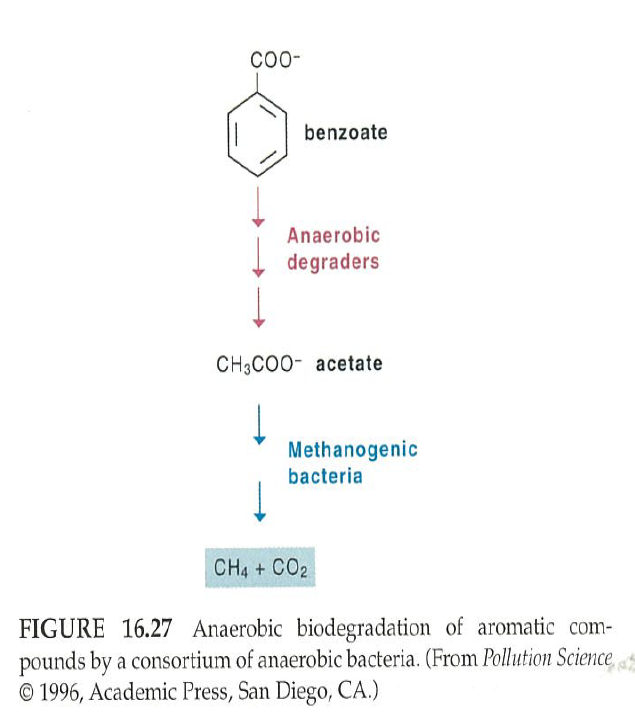 COO-
benzoate
Anaerobic
degraders
CH₃COO- acetate
Methanogenic
bacteria
CH₄ + CO₂
FIGURE 16.27 Anaerobic biodegradation of aromatic com-
pounds by a consortium of anaerobic bacteria. (From Pollution Science
© 1996, Academic Press, San Diego, CA.)